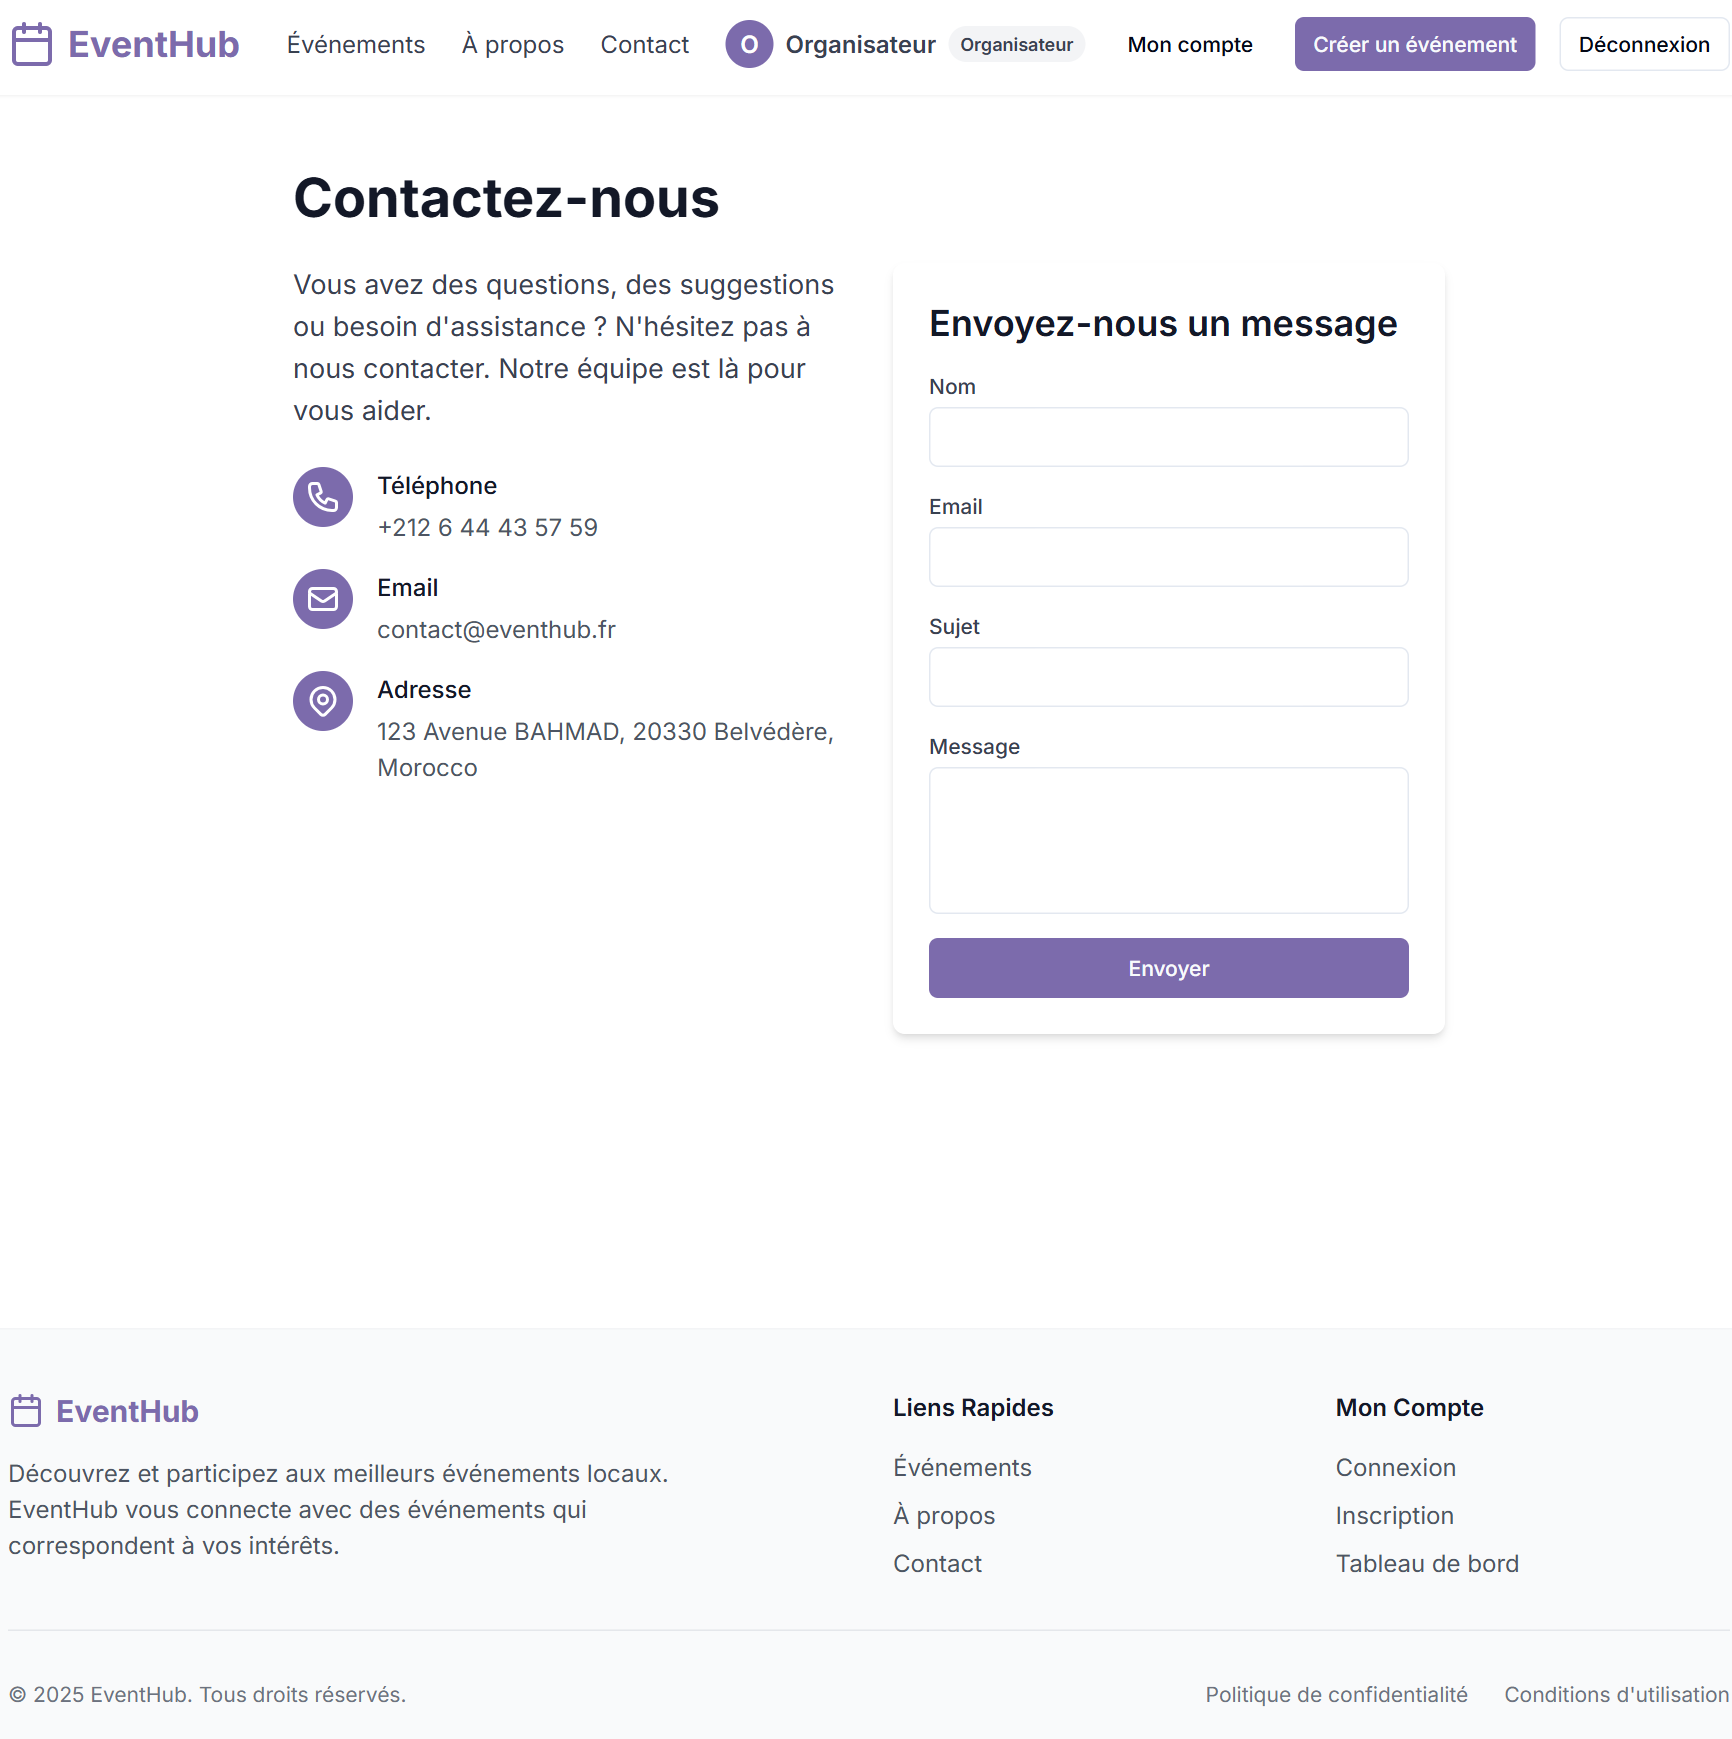 EventHub
Événements
À propos
Contact
O
Organisateur
Organisateur
Mon compte
Créer un événement
Déconnexion
Contactez-nous
Vous avez des questions, des suggestions
ou besoin d'assistance ? N'hésitez pas à
nous contacter. Notre équipe est là pour
vous aider.
Téléphone
+212 6 44 43 57 59
Email
contact@eventhub.fr
Adresse
123 Avenue BAHMAD, 20330 Belvédère,
Morocco
Envoyez-nous un message
Nom
Email
Sujet
Message
Envoyer
EventHub
Découvrez et participez aux meilleurs événements locaux.
EventHub vous connecte avec des événements qui
correspondent à vos intérêts.
Liens Rapides
Événements
À propos
Contact
Mon Compte
Connexion
Inscription
Tableau de bord
© 2025 EventHub. Tous droits réservés.
Politique de confidentialité
Conditions d'utilisation